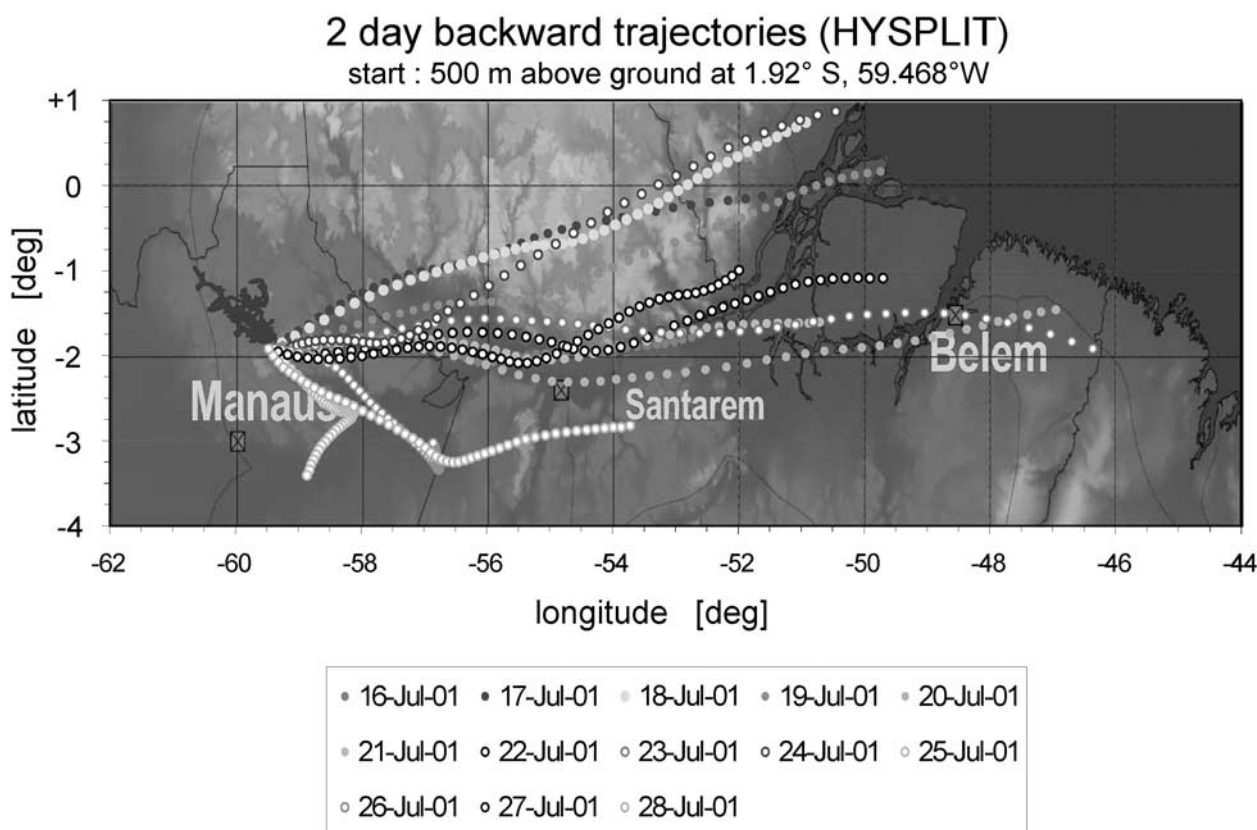 2 day backward trajectories (HYSPLIT)
start : 500 m above ground at 1.92° S, 59.468°W
+1
0
-1
-2
-3
-4
latitude [deg]
Manaus
Santarem
Belem
-62 -60 -58 -56 -54 -52 -50 -48 -46 -44
longitude [deg]
16-Jul-01 17-Jul-01 18-Jul-01 19-Jul-01 20-Jul-01
21-Jul-01 22-Jul-01 23-Jul-01 24-Jul-01 25-Jul-01
26-Jul-01 27-Jul-01 28-Jul-01